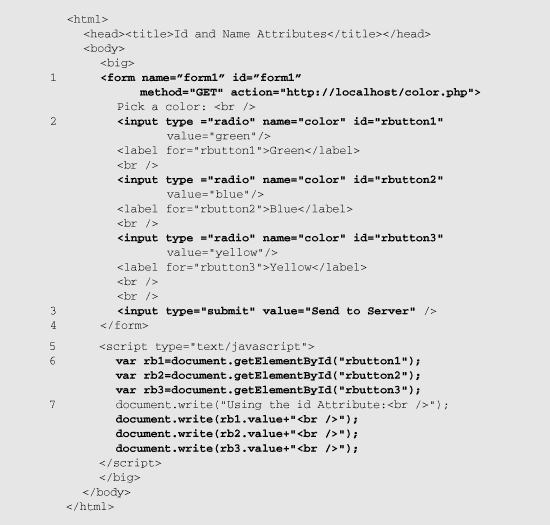 <html>
<head><title>Id and Name Attributes</title></head>
<body>
<big>
1 <form name=”form1” id=”form1”
method="GET" action="http://localhost/color.php">
Pick a color: <br />
2 <input type ="radio" name="color" id="rbutton1"
value="green"/>
<label for="rbutton1">Green</label>
<br />
<input type ="radio" name="color" id="rbutton2"
value="blue"/>
<label for="rbutton2">Blue</label>
<br />
<input type ="radio" name="color" id="rbutton3"
value="yellow"/>
<label for="rbutton3">Yellow</label>
<br />
<br />
3 <input type="submit" value="Send to Server" />
4 </form>
5 <script type="text/javascript">
6 var rb1=document.getElementById("rbutton1");
var rb2=document.getElementById("rbutton2");
var rb3=document.getElementById("rbutton3");
7 document.write("Using the id Attribute:<br />");
document.write(rb1.value+"<br />");
document.write(rb2.value+"<br />");
document.write(rb3.value+"<br />");
</script>
</big>
</body>
</html>